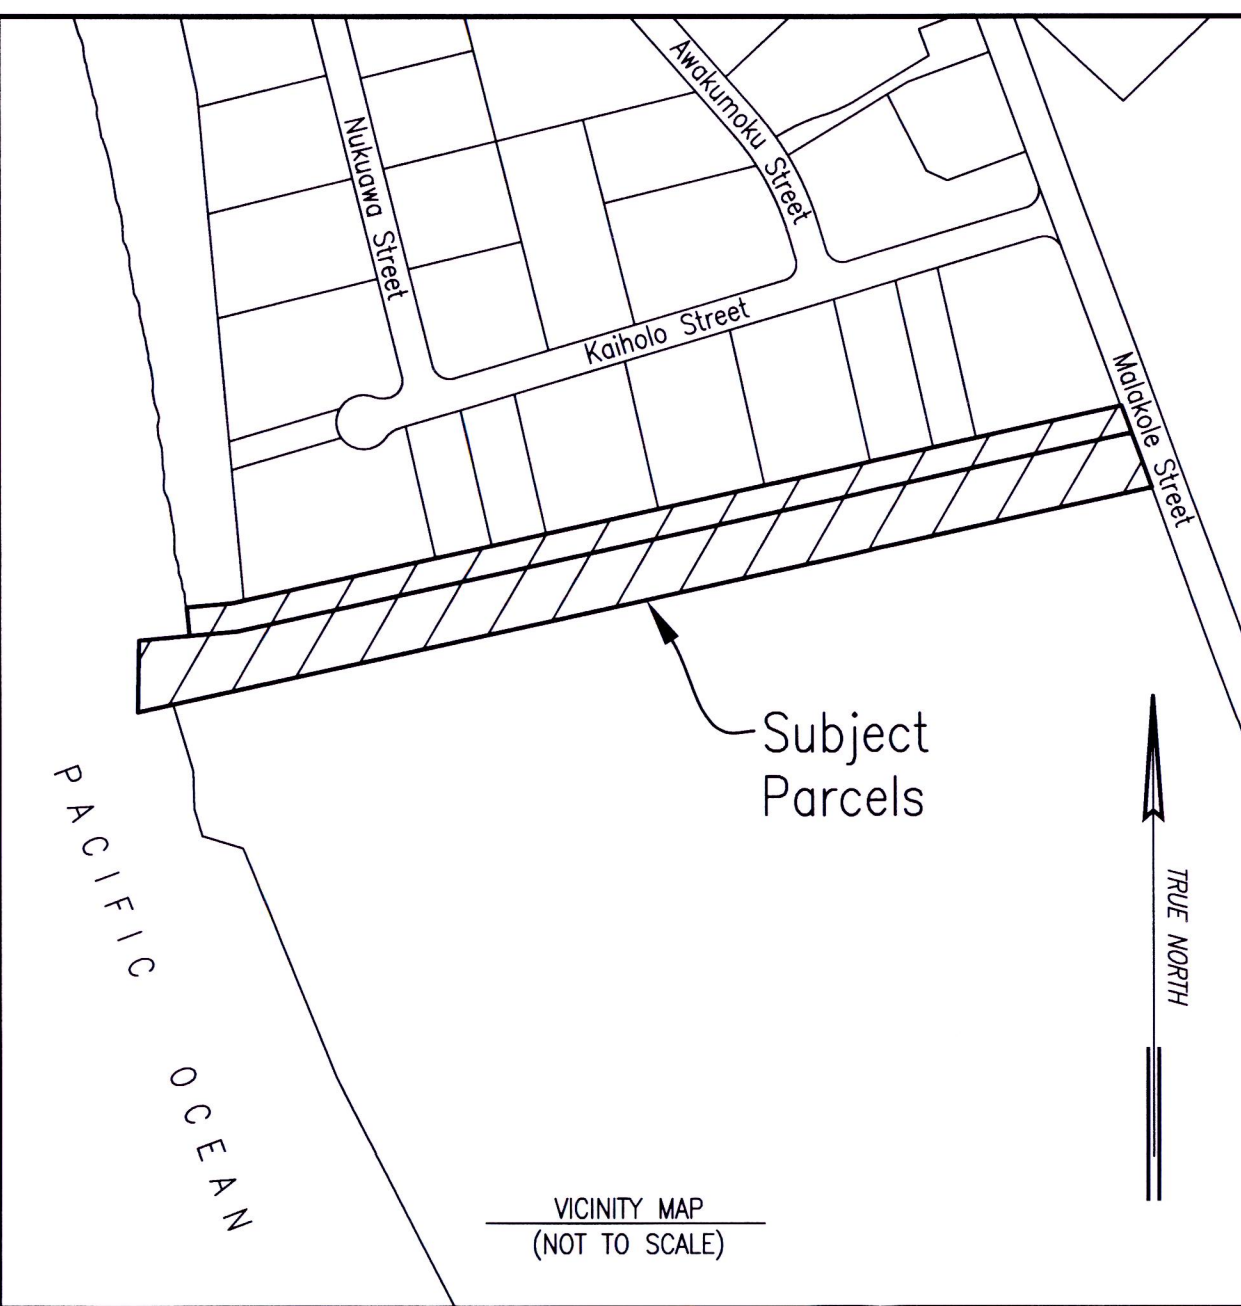 Awakumoku Street
Nukuawa Street
Kaiholo Street
Malakole Street
Subject
Parcels
PACIFIC OCEAN
TRUE NORTH
VICINITY MAP
(NOT TO SCALE)